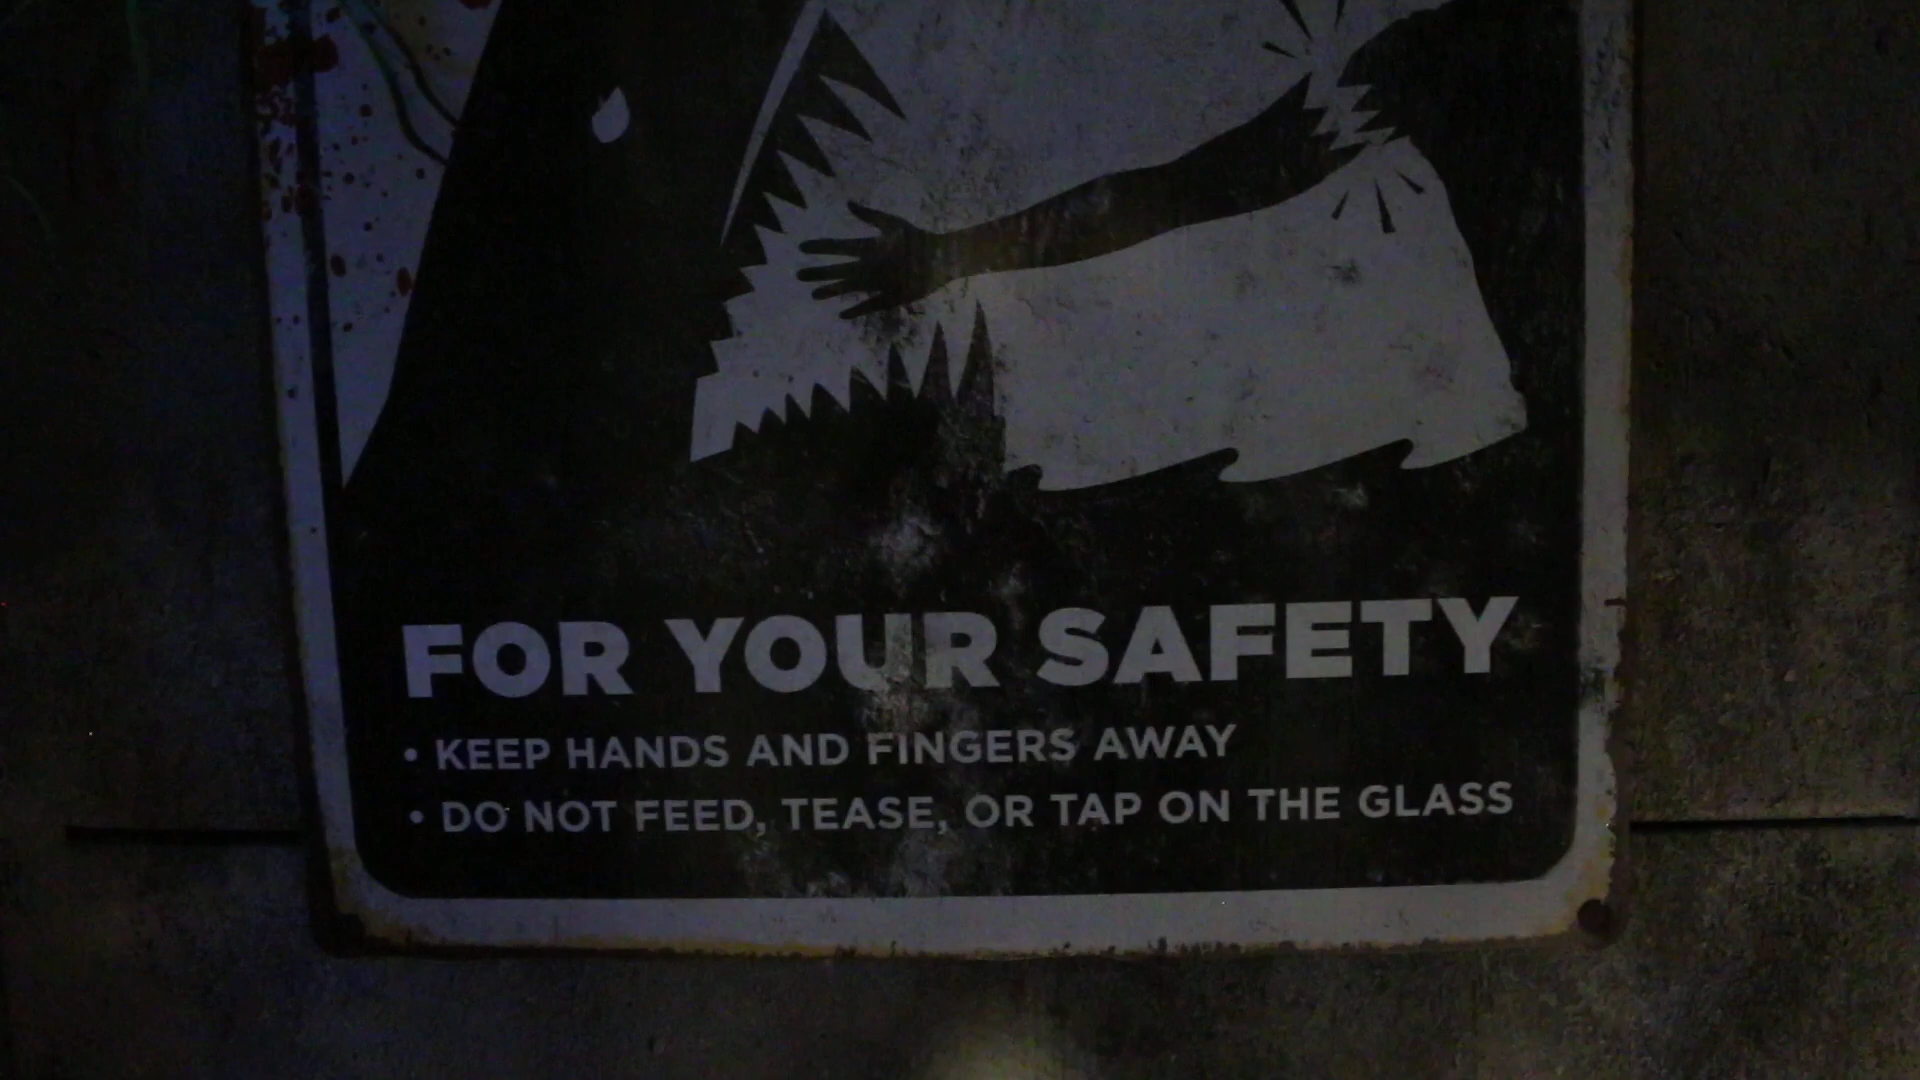 FOR YOUR SAFETY
• KEEP HANDS AND FINGERS AWAY
• DO NOT FEED, TEASE, OR TAP ON THE GLASS